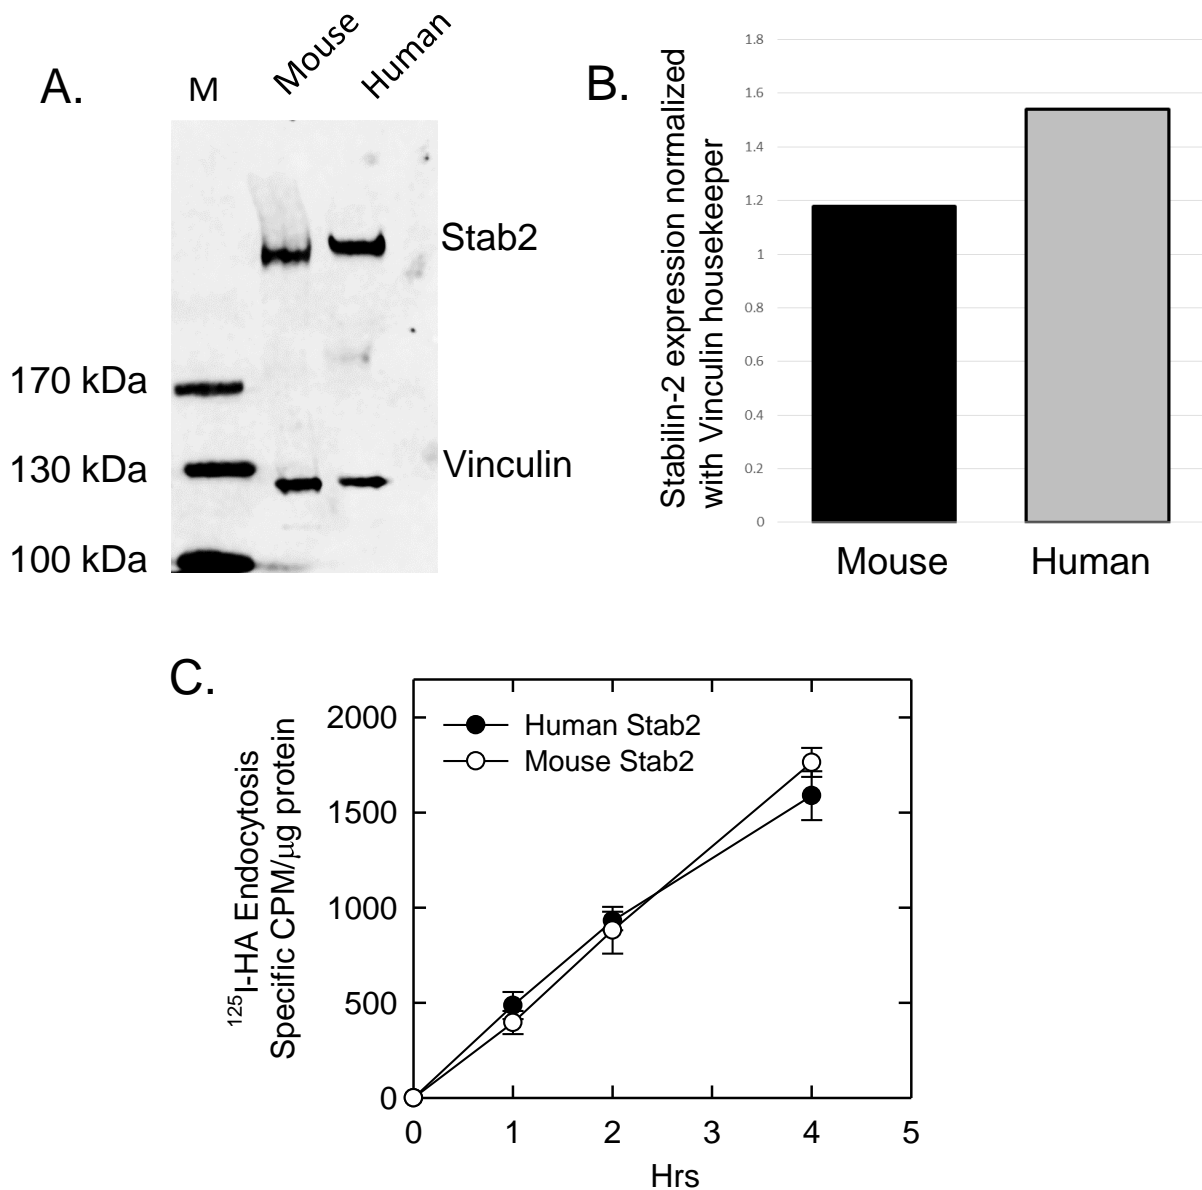 A.
M
Mouse
Human
Stab2
170 kDa
130 kDa
Vinculin
100 kDa
B.
Stabilin-2 expression normalized
with Vinculin housekeeper
1.8
1.6
1.4
1.2
1
0.8
0.6
0.4
0.2
0
Mouse
Human
C.
¹²⁵I-HA Endocytosis
Specific CPM/µg protein
2000
1500
1000
500
0
Human Stab2
Mouse Stab2
0 1 2 3 4 5
Hrs